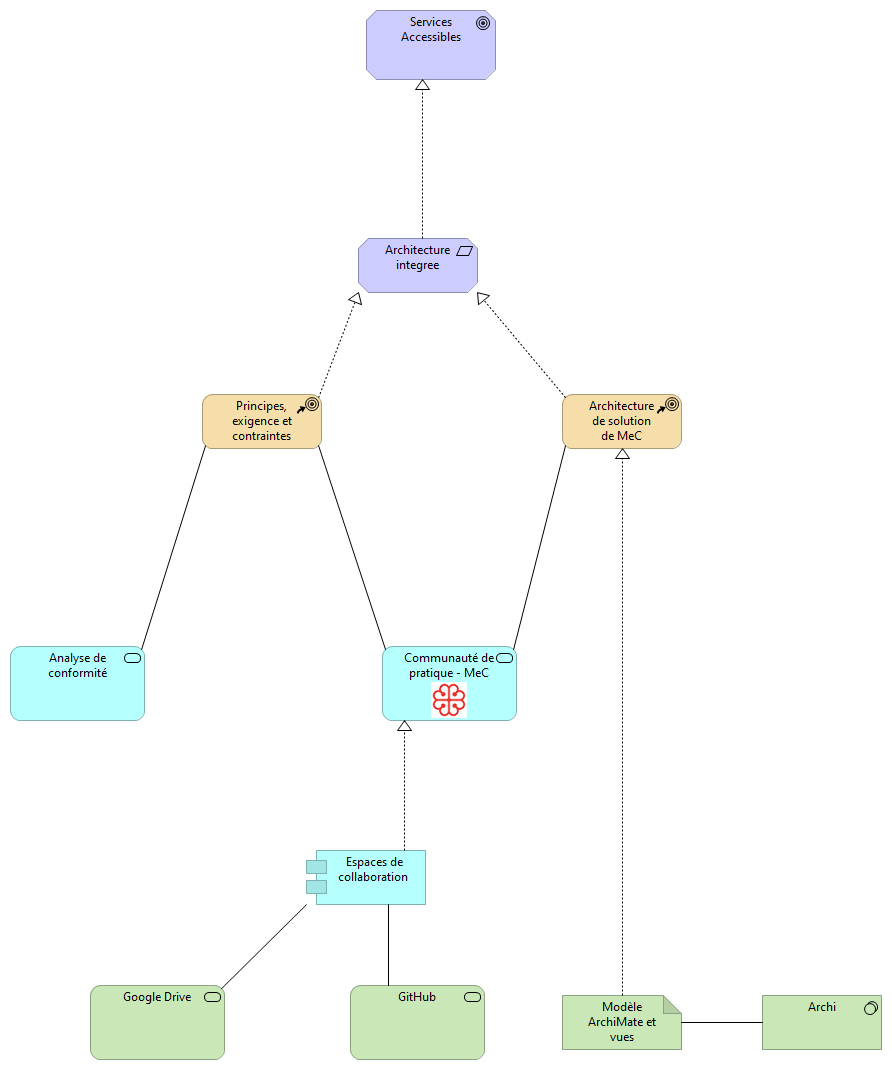 Services
Accessibles
Architecture
integree
Principes,
exigence et
contraintes
Architecture
de solution
de MeC
Analyse de
conformité
Communauté de
pratique - MeC
Espaces de
collaboration
Google Drive
GitHub
Modèle
ArchiMate et
vues
Archi